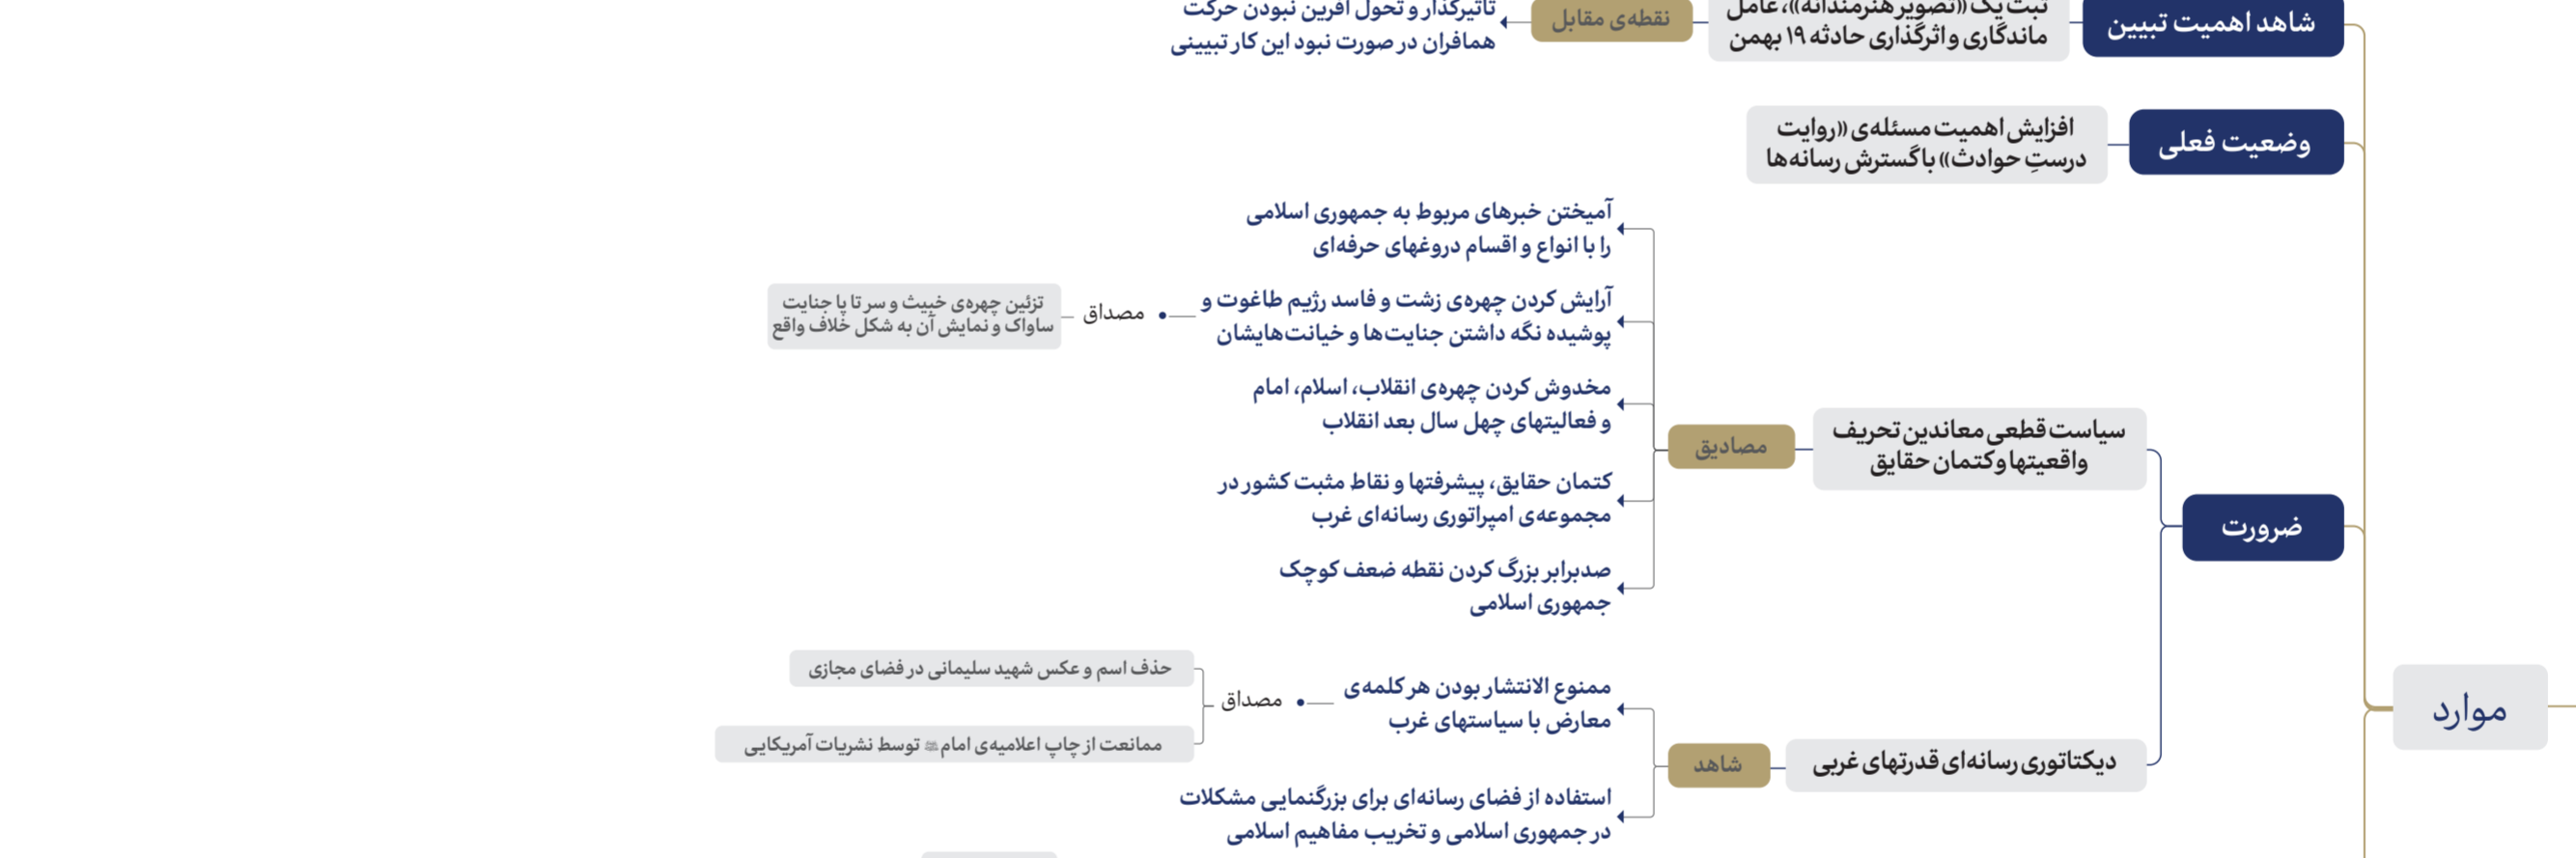 شاهد اهمیت تبیین
ثبت یک «تصویر هنرمندانه»، عامل
ماندگاری و اثرگذاری حادثه ۱۹ بهمن
نقطه‌ی مقابل
تاثیرگذار و تحول آفرین نبودن حرکت
همافران در صورت نبود این کار تبیینی
وضعیت فعلی
افزایش اهمیت مسئله‌ی «روایت
درستِ حوادث» با گسترش رسانه‌ها
موارد
ضرورت
سیاست قطعی معاندین تحریف
واقعیتها و کتمان حقایق
مصادیق
آمیختن خبرهای مربوط به جمهوری اسلامی
را با انواع و اقسام دروغهای حرفه‌ای
آرایش کردن چهره‌ی زشت و فاسد رژیم طاغوت و
پوشیده نگه داشتن جنایت‌ها و خیانت‌هایشان
مصداق
تزئین چهره‌ی خبیث و سر تا پا جنایت
ساواک و نمایش آن به شکل خلاف واقع
مخدوش کردن چهره‌ی انقلاب، اسلام، امام
و فعالیتهای چهل سال بعد انقلاب
کتمان حقایق، پیشرفتها و نقاط مثبت کشور در
مجموعه‌ی امپراتوری رسانه‌ای غرب
صدبرابر بزرگ کردن نقطه ضعف کوچک
جمهوری اسلامی
دیکتاتوری رسانه‌ای قدرتهای غربی
شاهد
ممنوع الانتشار بودن هر کلمه‌ی
معارض با سیاستهای غرب
مصداق
حذف اسم و عکس شهید سلیمانی در فضای مجازی
ممانعت از چاپ اعلامیه‌ی امام توسط نشریات آمریکایی
استفاده از فضای رسانه‌ای برای بزرگنمایی مشکلات
در جمهوری اسلامی و تخریب مفاهیم اسلامی